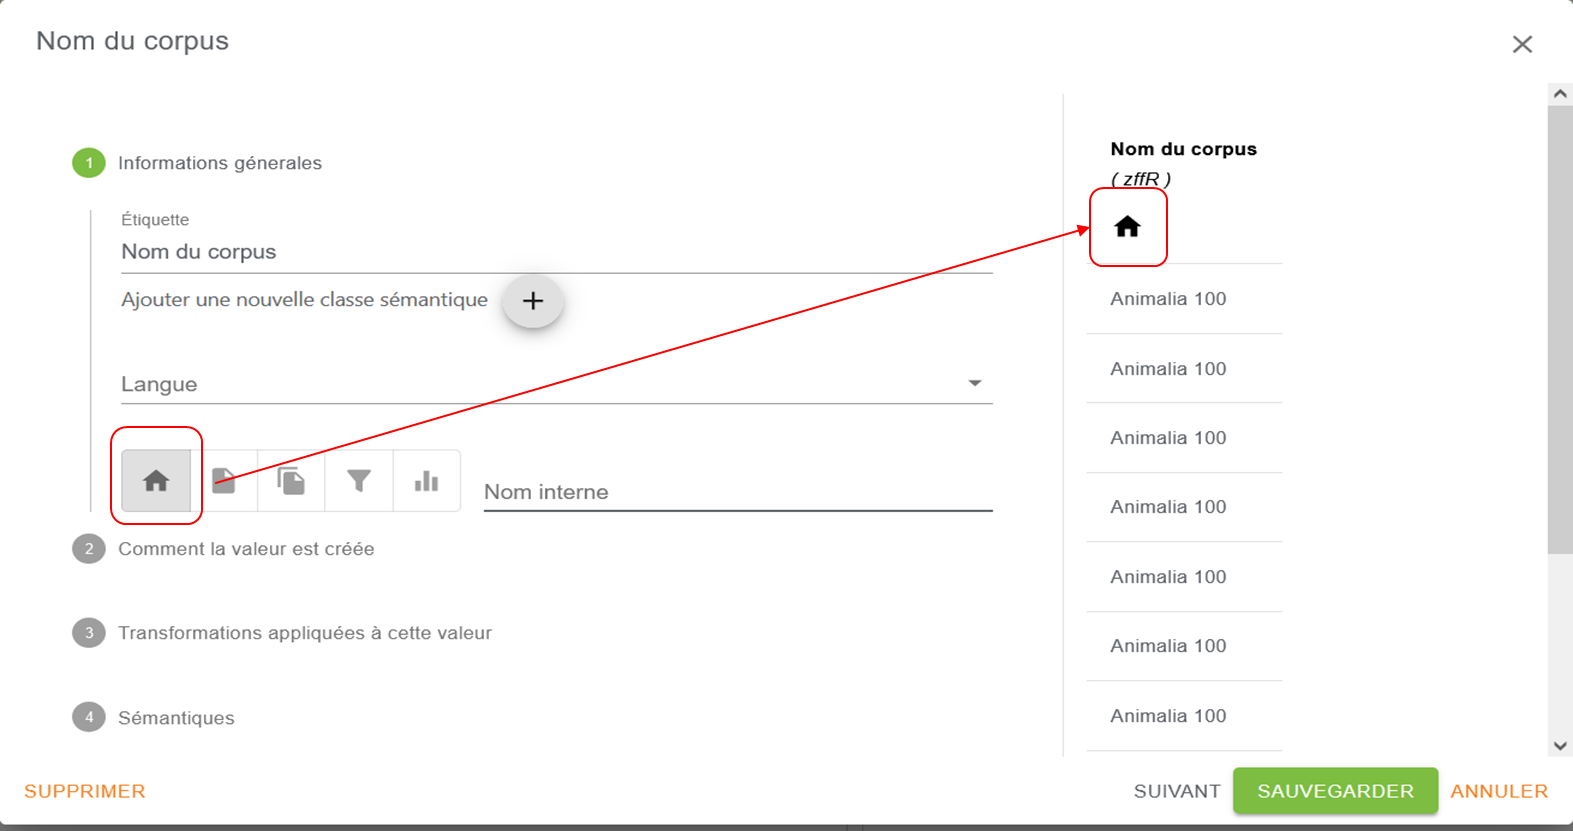 Nom du corpus
1 Informations génerales
Étiquette
Nom du corpus
Ajouter une nouvelle classe sémantique +
Langue
Nom interne
2 Comment la valeur est créée
3 Transformations appliquées à cette valeur
4 Sémantiques
Nom du corpus
( zffR )
Animalia 100
Animalia 100
Animalia 100
Animalia 100
Animalia 100
Animalia 100
Animalia 100
SUPPRIMER
SUIVANT
SAUVEGARDER
ANNULER